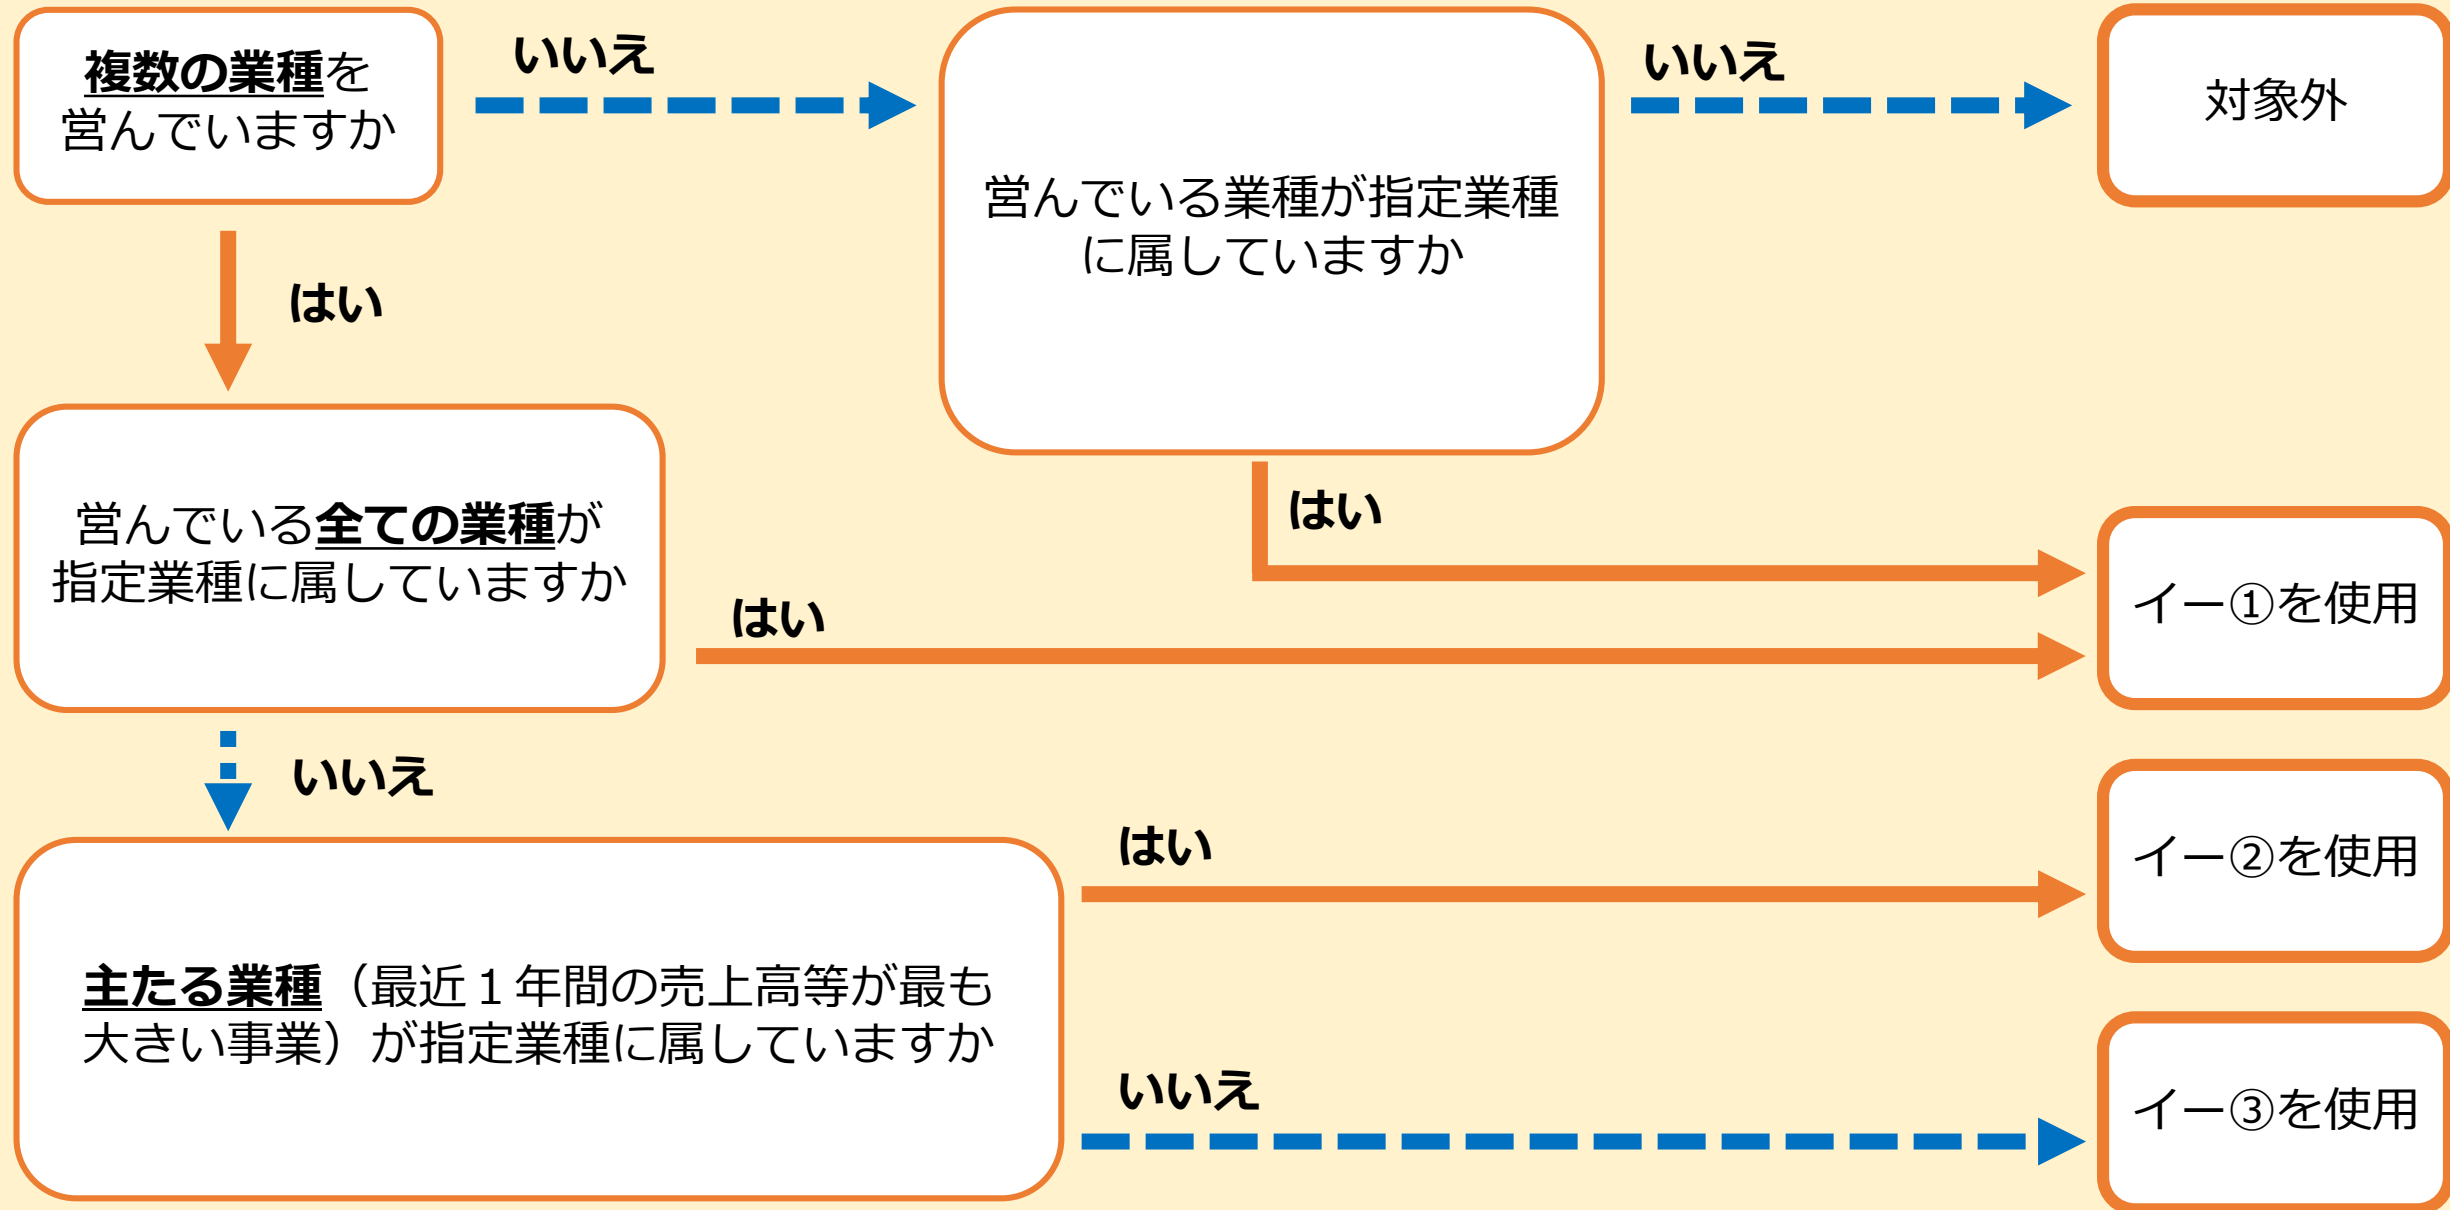 複数の業種を
営んでいますか
いいえ
営んでいる業種が指定業種
に属していますか
いいえ
対象外
はい
営んでいる全ての業種が
指定業種に属していますか
はい
はい
イー①を使用
いいえ
主たる業種（最近１年間の売上高等が最も
大きい事業）が指定業種に属していますか
はい
イー②を使用
いいえ
イー③を使用